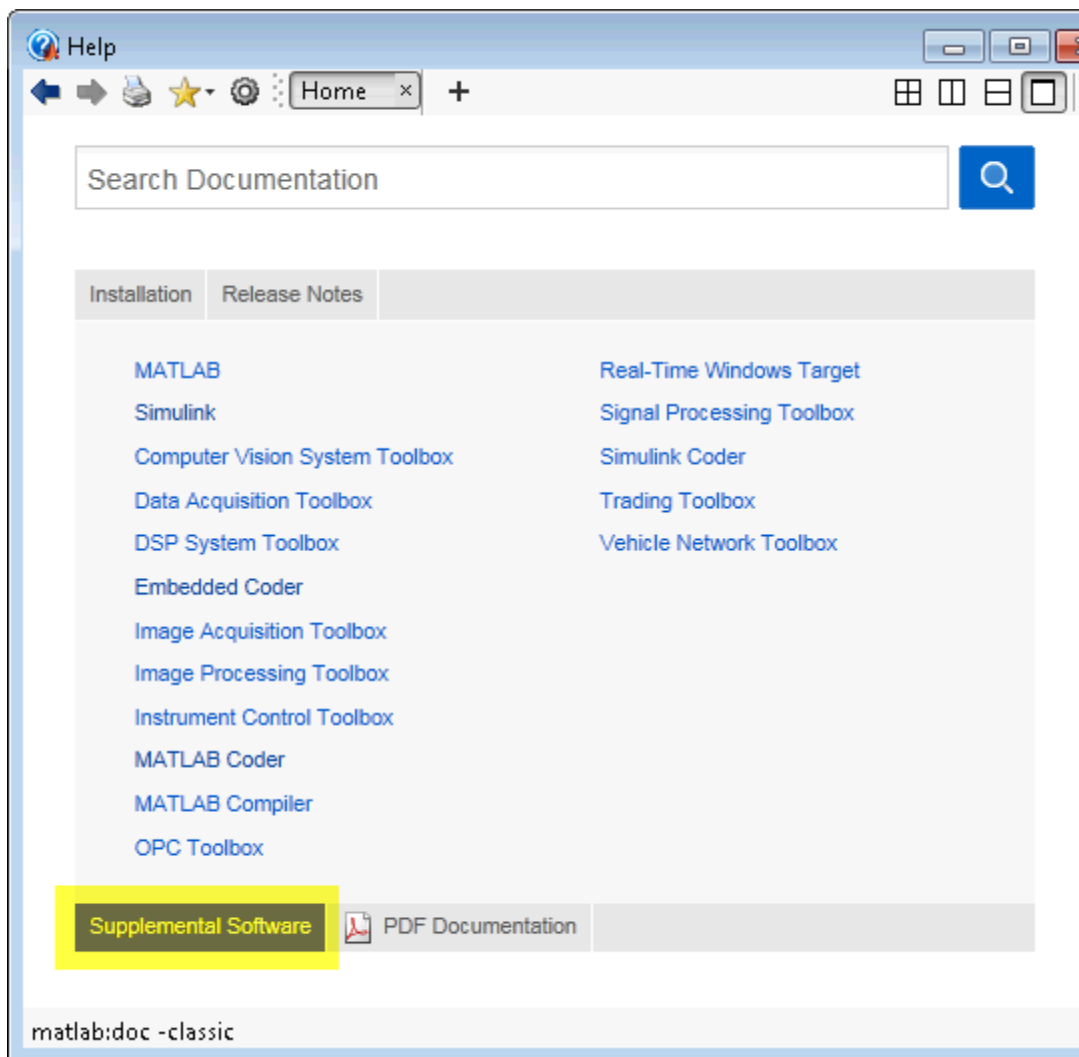 Help
Home
Search Documentation
Installation Release Notes
MATLAB
Simulink
Computer Vision System Toolbox
Data Acquisition Toolbox
DSP System Toolbox
Embedded Coder
Image Acquisition Toolbox
Image Processing Toolbox
Instrument Control Toolbox
MATLAB Coder
MATLAB Compiler
OPC Toolbox
Real-Time Windows Target
Signal Processing Toolbox
Simulink Coder
Trading Toolbox
Vehicle Network Toolbox
Supplemental Software PDF Documentation
matlab:doc -classic